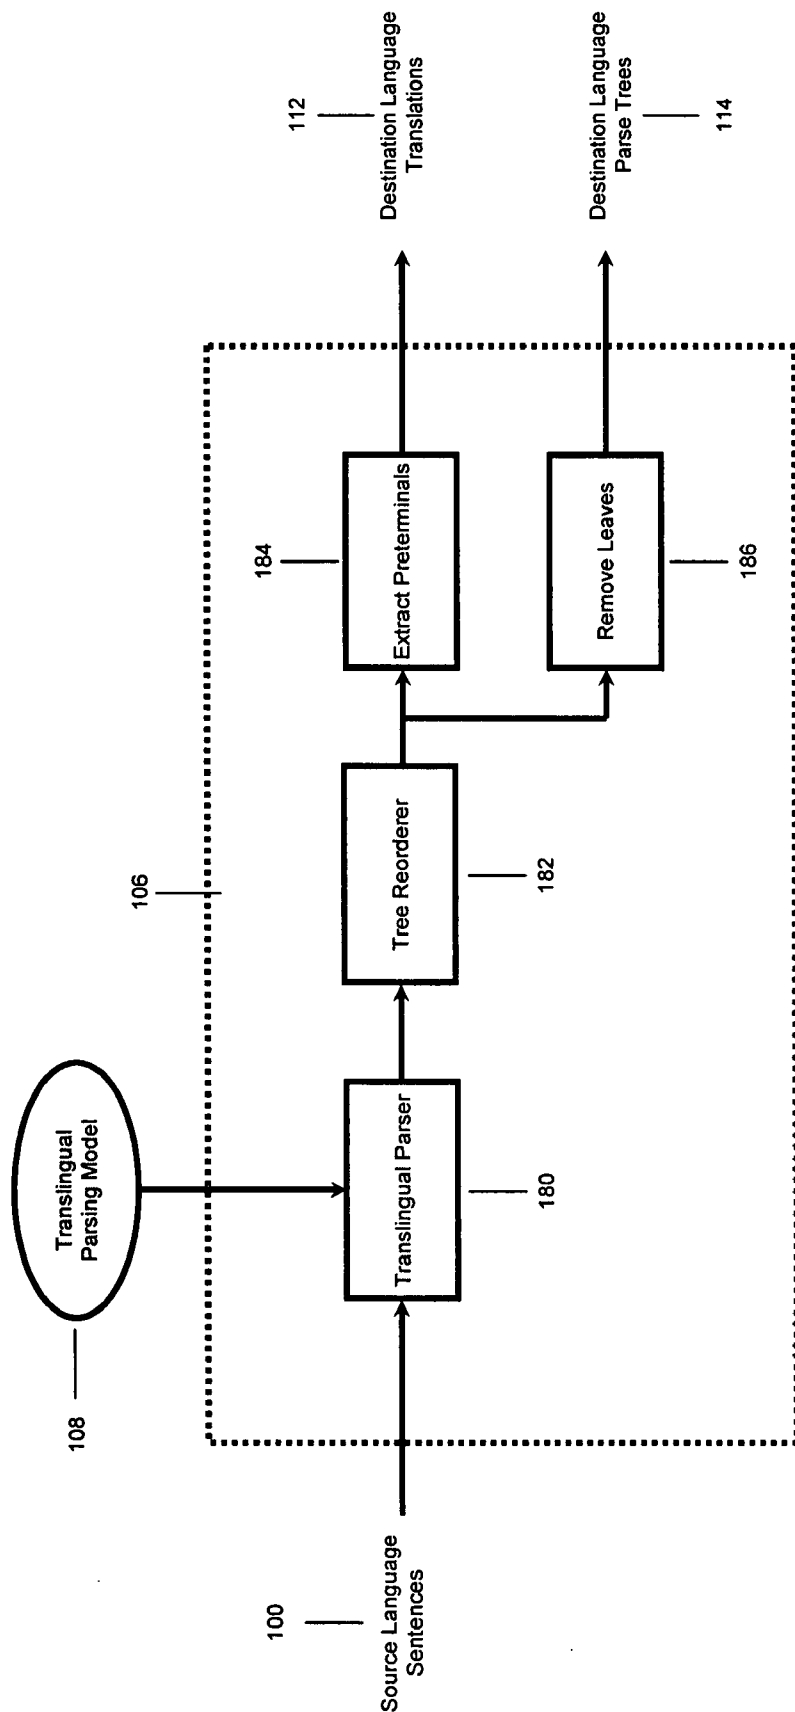 108
Translingual
Parsing Model
106
100
Source Language
Sentences
Translingual Parser
180
Tree Reorderer
182
184
Extract Preterminals
Remove Leaves
186
112
Destination Language
Translations
Destination Language
Parse Trees
114